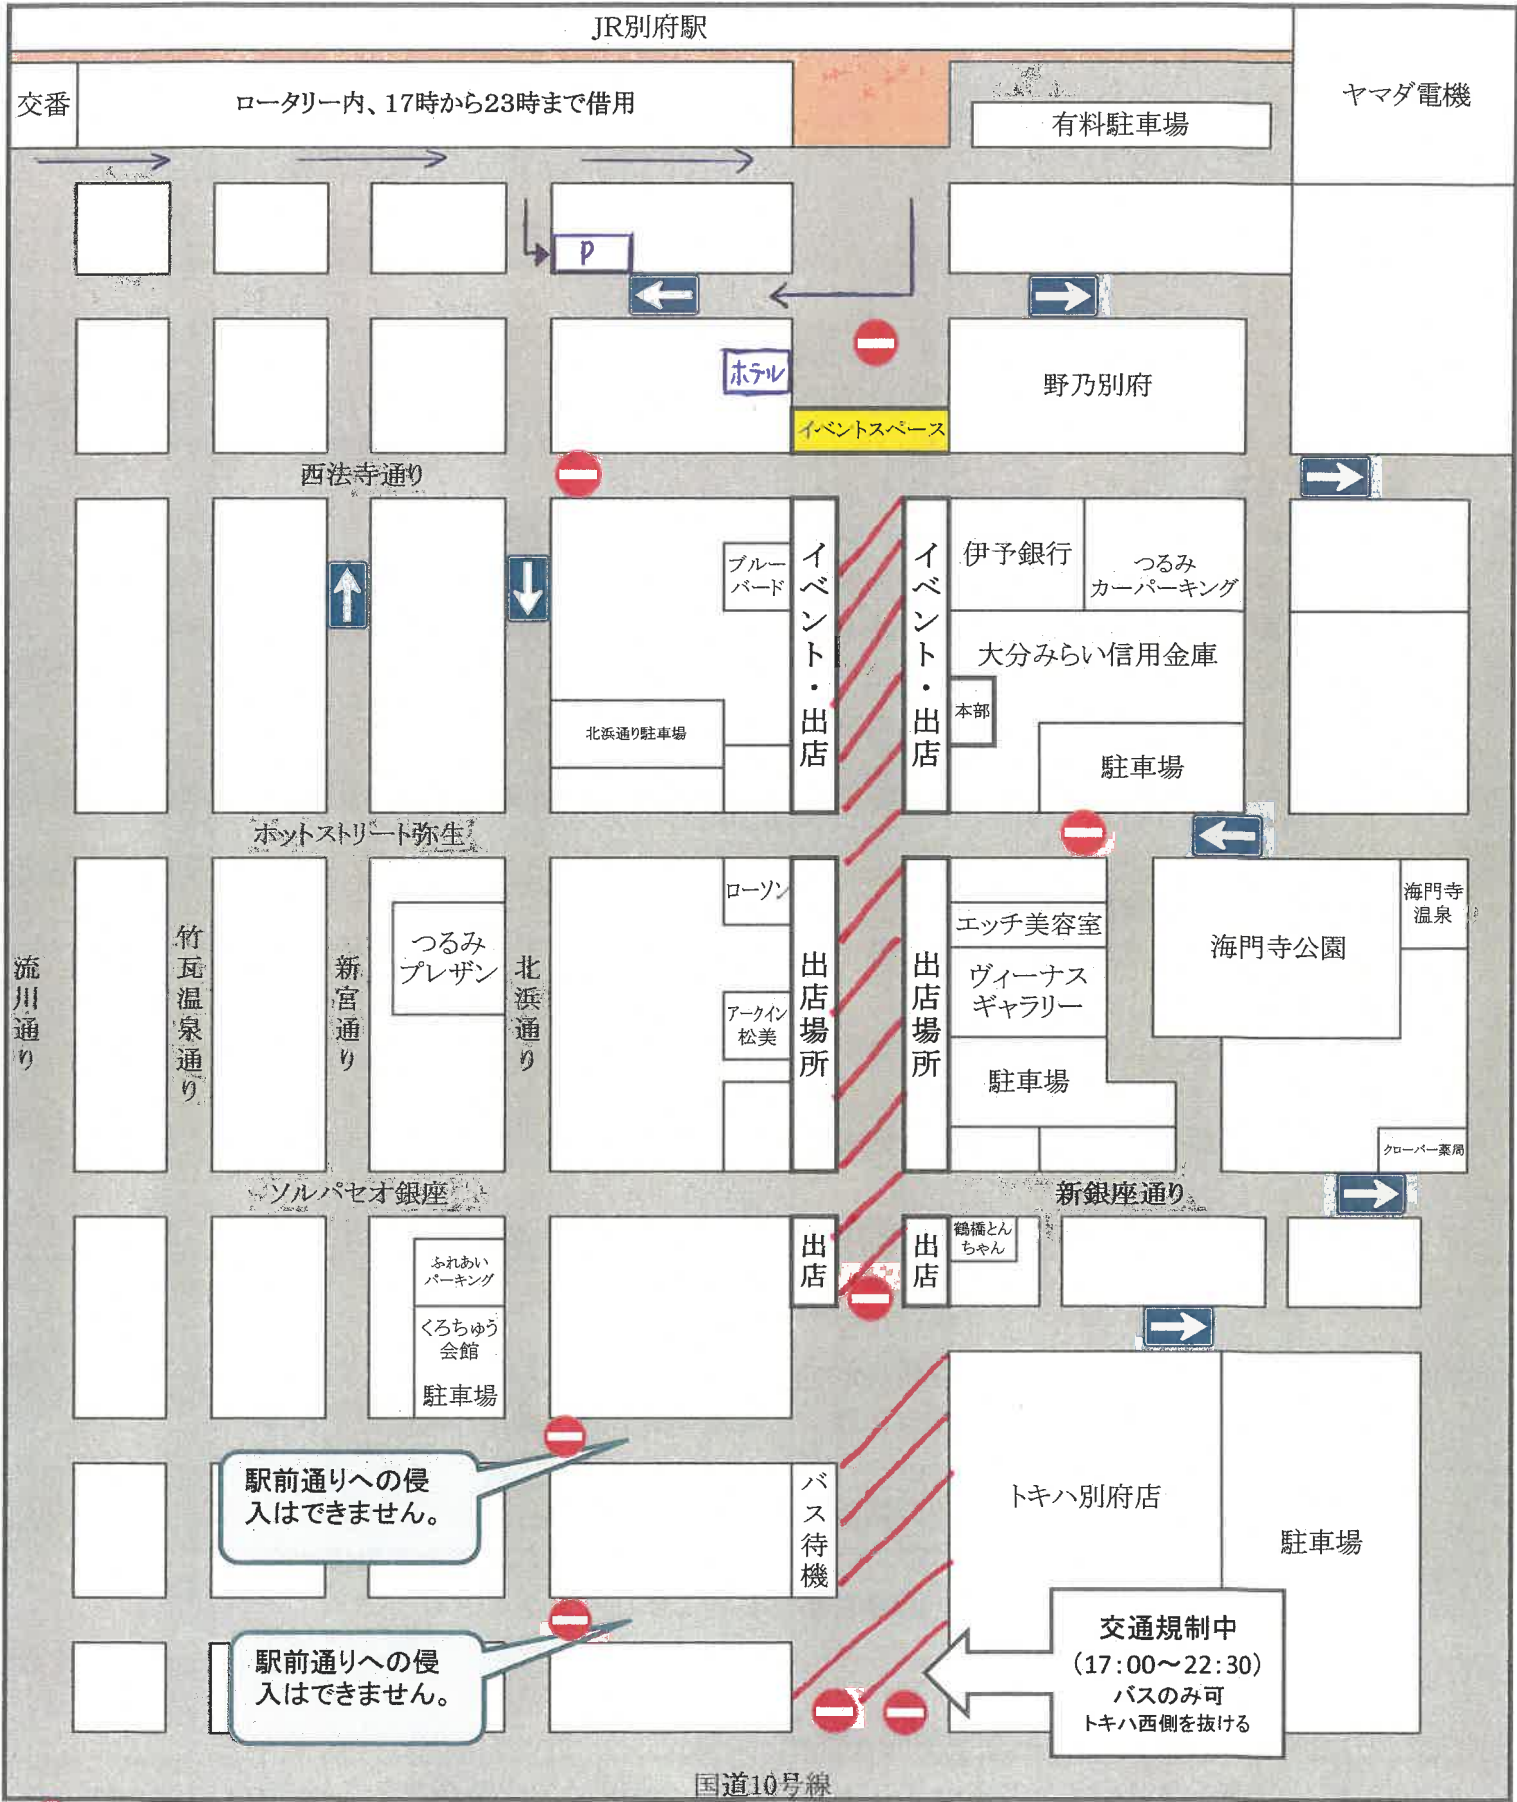 JR別府駅
交番
ロータリー内、17時から23時まで借用
有料駐車場
ヤマダ電機
P
ホテル
野乃別府
イベントスペース
西法寺通り
ブルー
バード
イベント・出店
イベント・出店
伊予銀行
つるみ
カーパーキング
大分みらい信用金庫
本部
北浜通り駐車場
駐車場
ホットストリート弥生
ローソン
エッチ美容室
海門寺
温泉
つるみ
プレザン
ヴィーナス
ギャラリー
海門寺公園
流川通り
竹瓦温泉通り
新宮通り
北浜通り
アークイン
松美
出店場所
出店場所
駐車場
クローバー薬局
ソルパセオ銀座
新銀座通り
出店
出店
鶴橋とん
ちゃん
ふれあい
パーキング
くろちゅう
会館
駐車場
駅前通りへの侵
入はできません。
バス待機
トキハ別府店
駐車場
駅前通りへの侵
入はできません。
交通規制中
（17:00～22:30）
バスのみ可
トキハ西側を抜ける
国道10号線